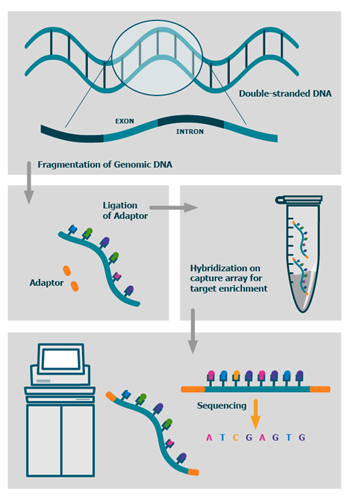 Double-stranded DNA
EXON
INTRON
Fragmentation of Genomic DNA
Ligation
of Adaptor
Adaptor
Hybridization on
capture array for
target enrichment
Sequencing
A T C G A G T G